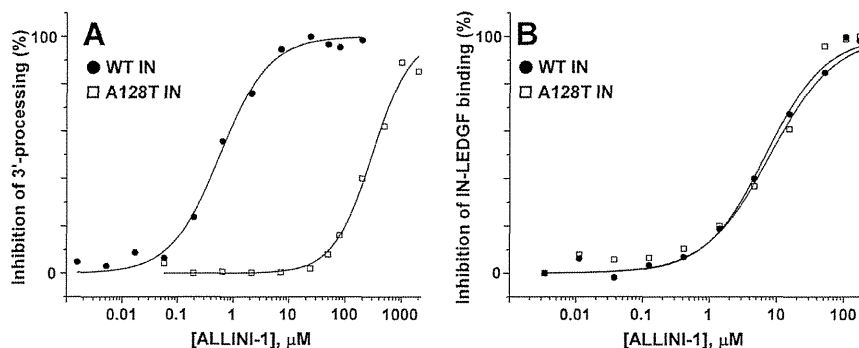 A
WT IN
A128T IN
Inhibition of 3'-processing (%)
100
80
0
0.01
0.1
1
10
100
1000
[ALLINI-1], µM
B
WT IN
A128T IN
Inhibition of IN-LEDGF binding (%)
100
0
0.01
0.1
1
10
100
[ALLINI-1], µM